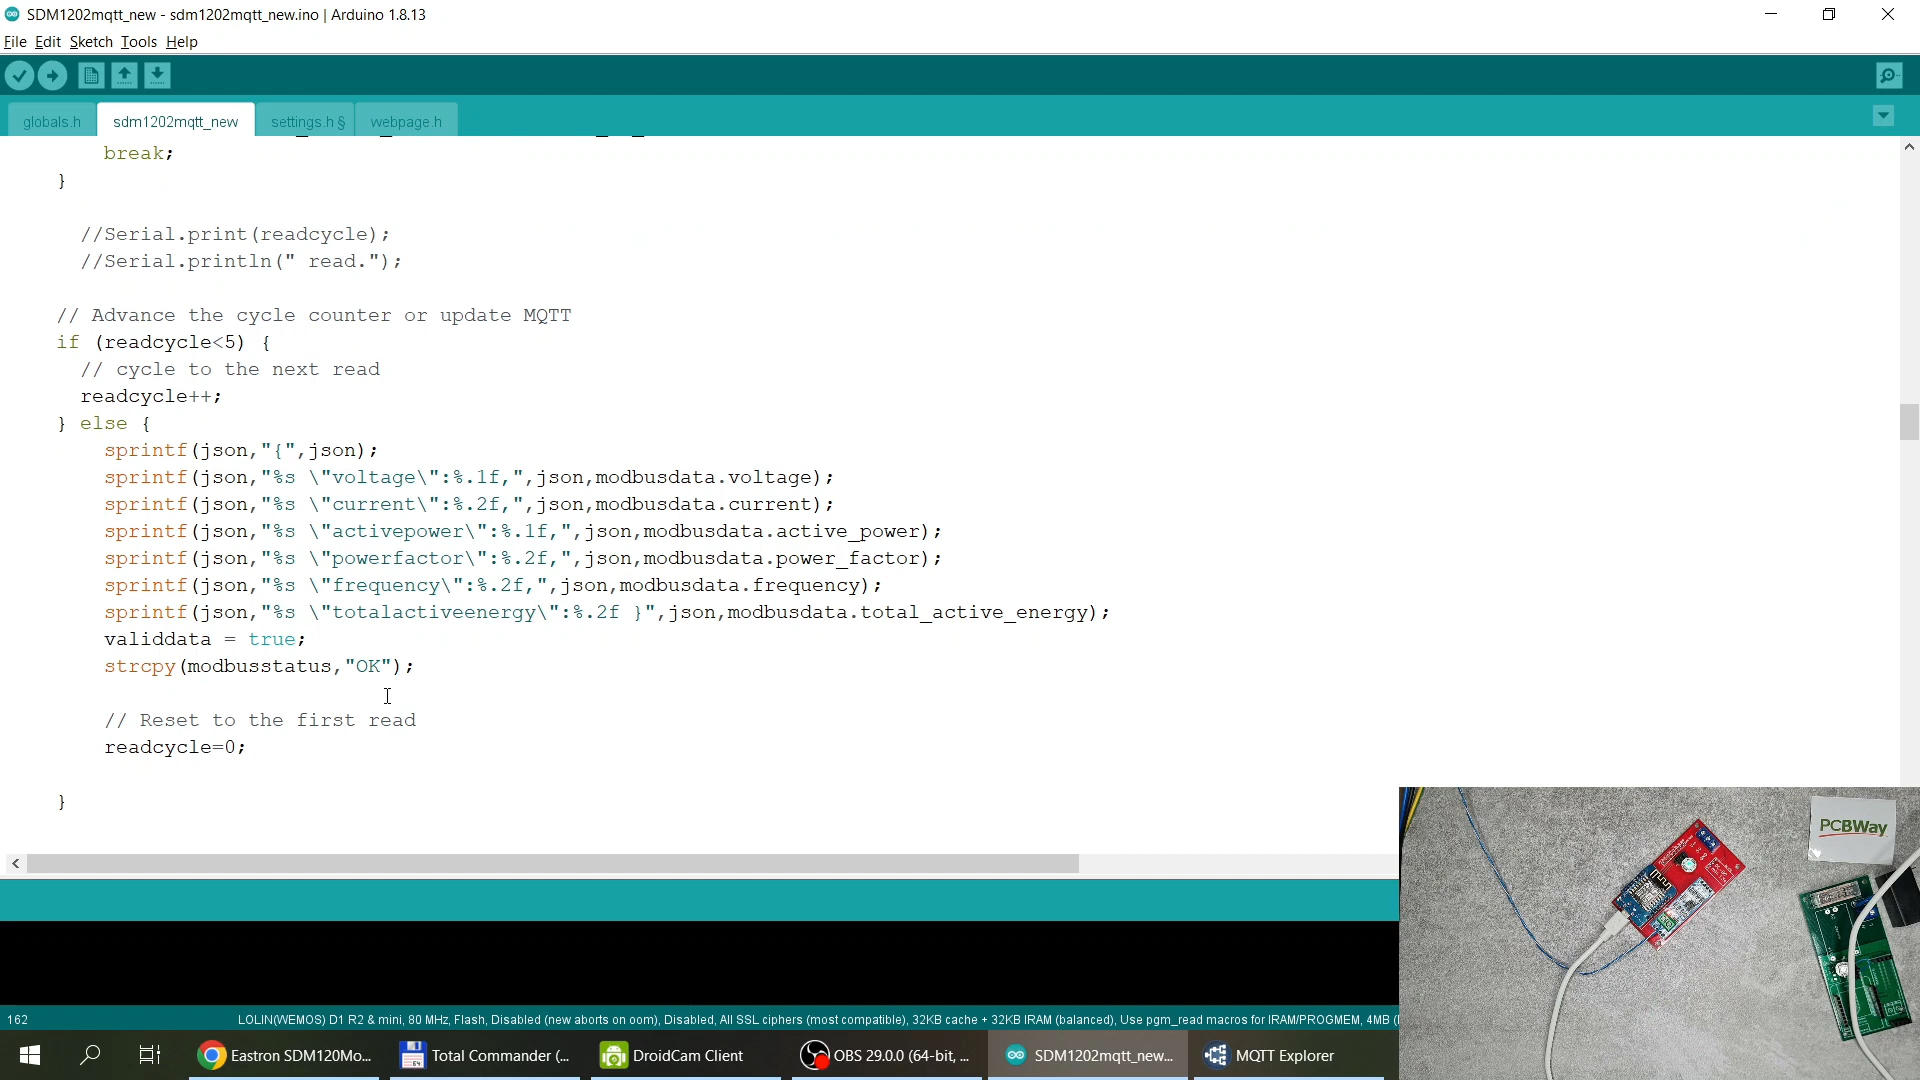 SDM1202mqtt_new - sdm1202mqtt_new.ino | Arduino 1.8.13
File Edit Sketch Tools Help
globals.h sdm1202mqtt_new settings.h § webpage.h
break;
}
//Serial.print(readcycle);
//Serial.println(" read.");
// Advance the cycle counter or update MQTT
if (readcycle<5) {
// cycle to the next read
readcycle++;
} else {
sprintf(json,"{",json);
sprintf(json,"%s \"voltage\":%.1f,",json,modbusdata.voltage);
sprintf(json,"%s \"current\":%.2f,",json,modbusdata.current);
sprintf(json,"%s \"activepower\":%.1f,",json,modbusdata.active_power);
sprintf(json,"%s \"powerfactor\":%.2f,",json,modbusdata.power_factor);
sprintf(json,"%s \"frequency\":%.2f,",json,modbusdata.frequency);
sprintf(json,"%s \"totalactiveenergy\":%.2f }",json,modbusdata.total_active_energy);
validdata = true;
strcpy(modbusstatus,"OK");
// Reset to the first read
readcycle=0;
}
PCBWay
162 LOLIN(WEMOS) D1 R2 & mini, 80 MHz, Flash, Disabled (new aborts on oom), Disabled, All SSL ciphers (most compatible), 32KB cache + 32KB IRAM (balanced), Use pgm_read macros for IRAM/PROGMEM, 4MB (
Eastron SDM120Mo... Total Commander (... DroidCam Client OBS 29.0.0 (64-bit, ... SDM1202mqtt_new... MQTT Explorer